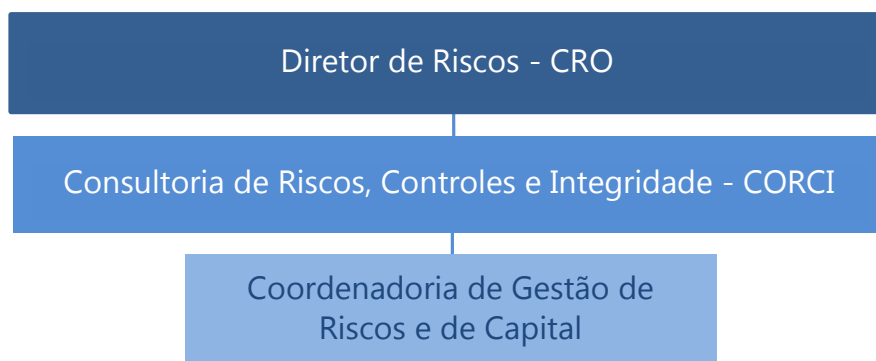 Diretor de Riscos - CRO
Consultoria de Riscos, Controles e Integridade - CORCI
Coordenadoria de Gestão de
Riscos e de Capital